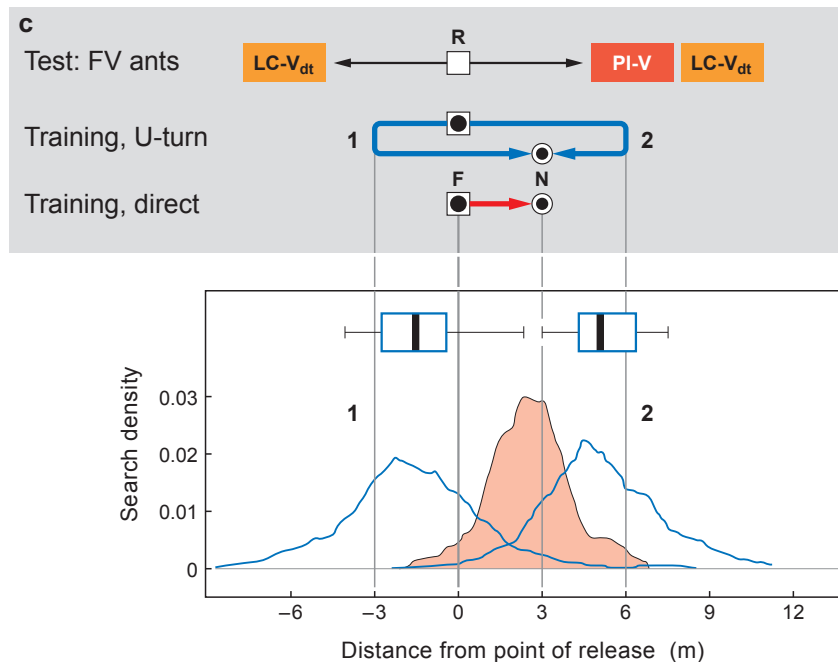 c
R
Test: FV ants
LC-Vdt
PI-V
LC-Vdt
Training, U-turn
1
2
F
N
Training, direct
1
2
0.03
0.02
0.01
0
Search density
–6
–3
0
3
6
9
12
Distance from point of release (m)